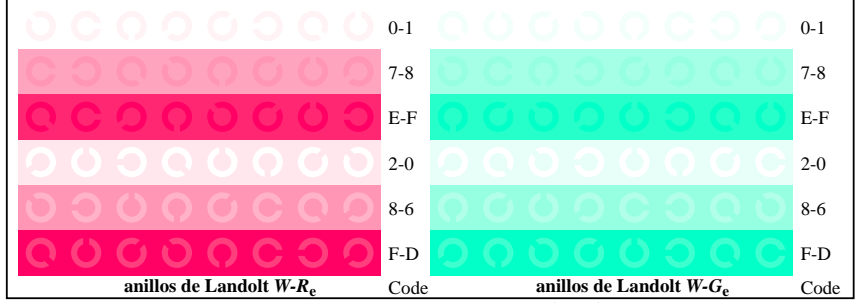 0-1 0-1
7-8 7-8
E-F E-F
2-0 2-0
8-6 8-6
F-D F-D
anillos de Landolt W-Re Code anillos de Landolt W-Ge Code